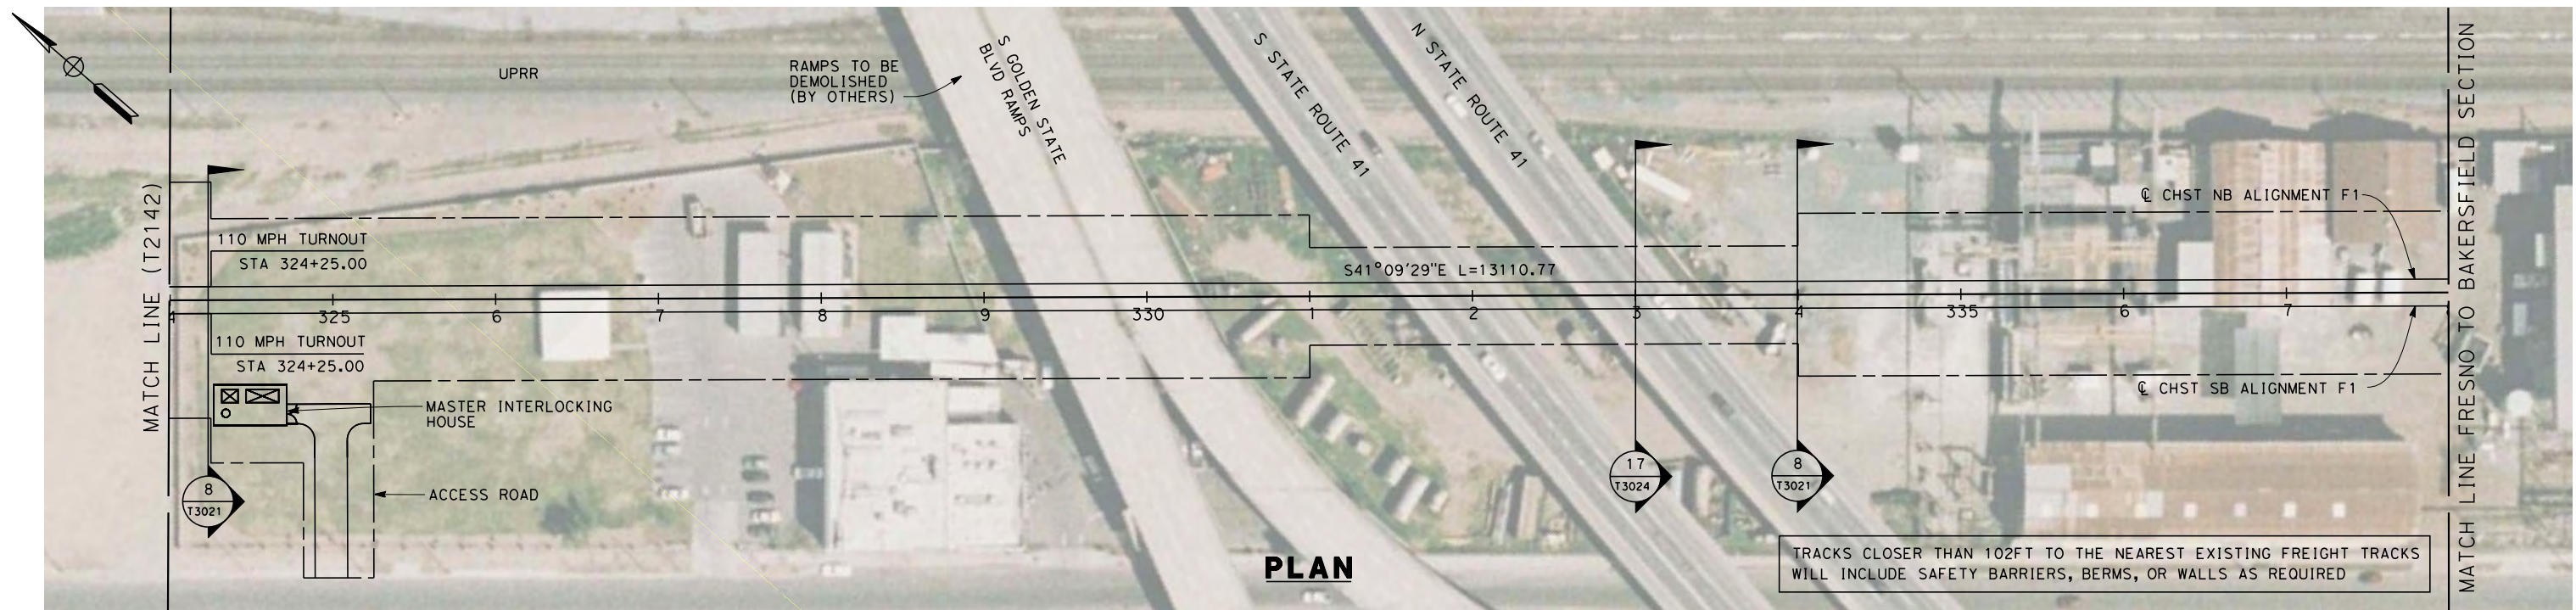 UPRR
RAMPS TO BE
DEMOLISHED
(BY OTHERS)
S GOLDEN STATE
BLVD RAMPS
S STATE ROUTE 41
N STATE ROUTE 41
MATCH LINE (T2142)
110 MPH TURNOUT
STA 324+25.00
S41°09'29"E L=13110.77
℄ CHST NB ALIGNMENT F1
4
325
6
7
8
9
330
1
2
3
4
335
6
7
110 MPH TURNOUT
STA 324+25.00
MASTER INTERLOCKING
HOUSE
ACCESS ROAD
℄ CHST SB ALIGNMENT F1
8
T3021
17
T3024
8
T3021
PLAN
TRACKS CLOSER THAN 102FT TO THE NEAREST EXISTING FREIGHT TRACKS
WILL INCLUDE SAFETY BARRIERS, BERMS, OR WALLS AS REQUIRED
MATCH LINE FRESNO TO BAKERSFIELD SECTION